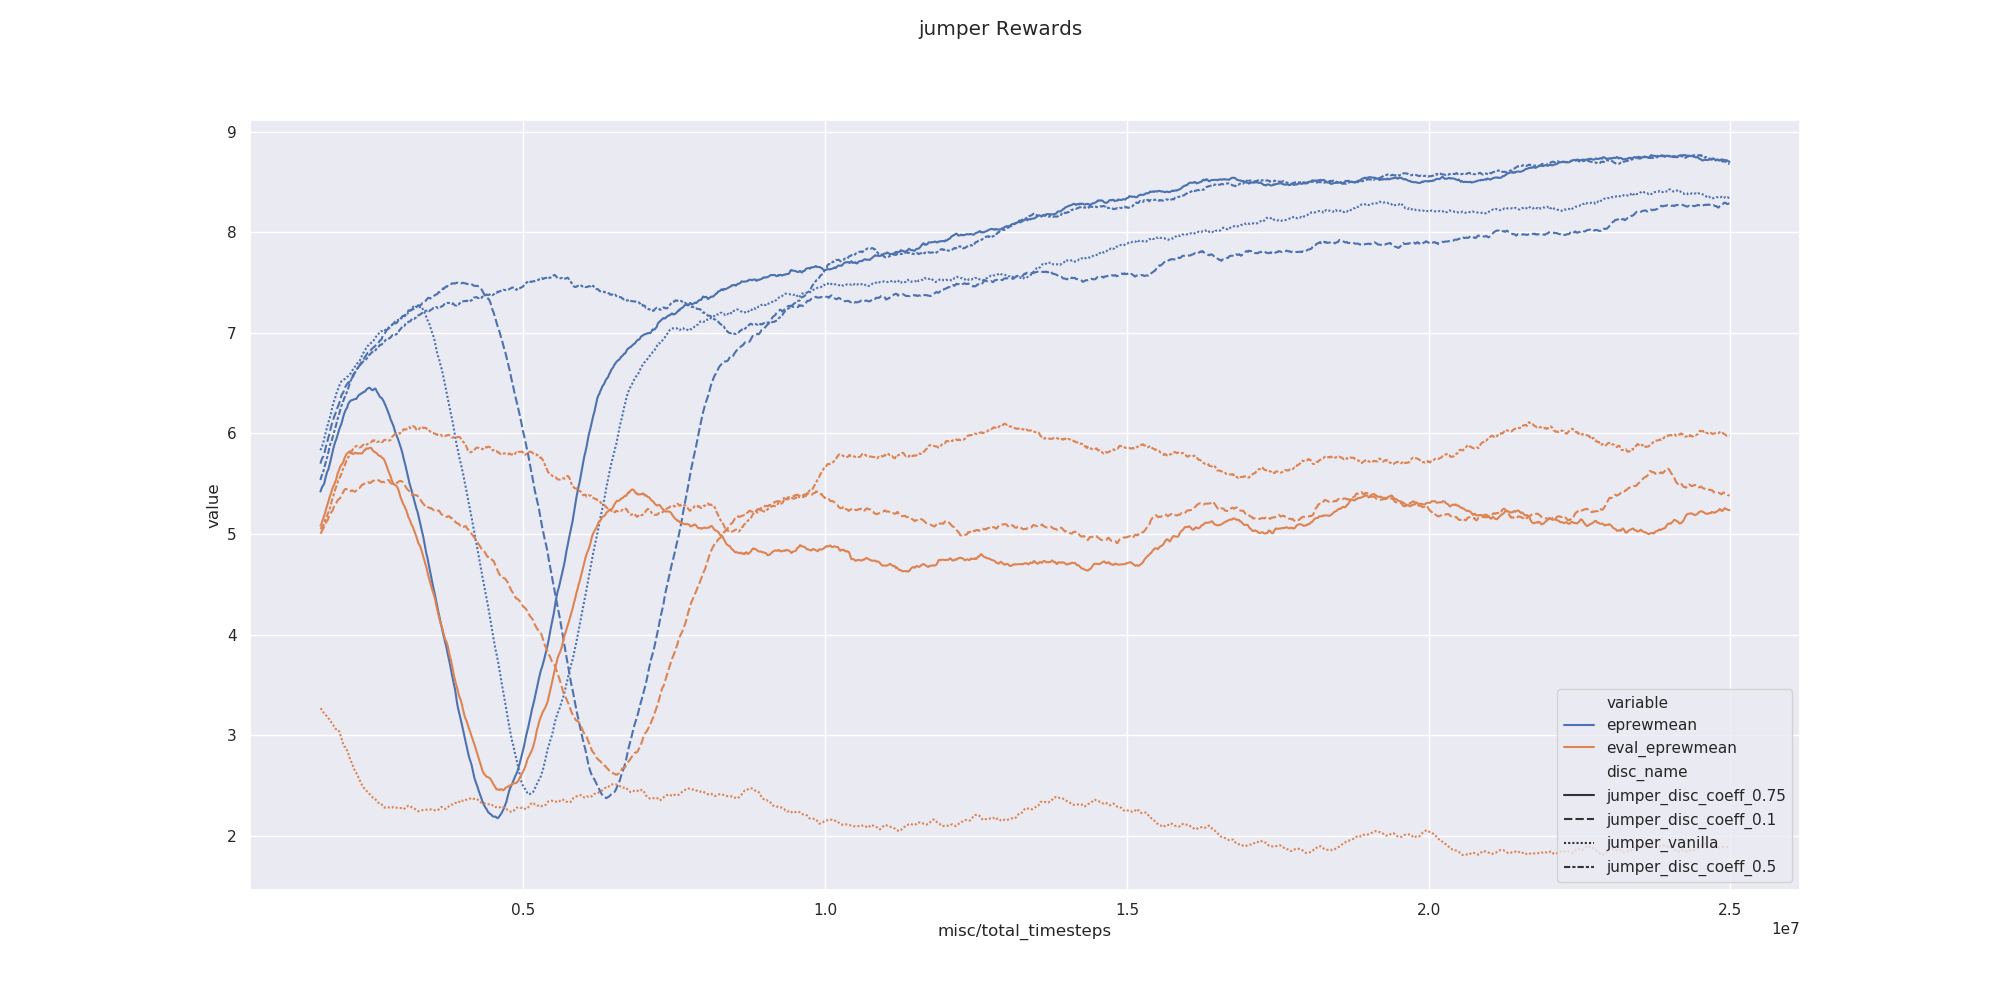 jumper Rewards
9
8
7
6
5
4
3
2
value
variable
eprewmean
eval_eprewmean
disc_name
jumper_disc_coeff_0.75
jumper_disc_coeff_0.1
jumper_vanilla
jumper_disc_coeff_0.5
0.5 1.0 1.5 2.0 2.5
1e7
misc/total_timesteps